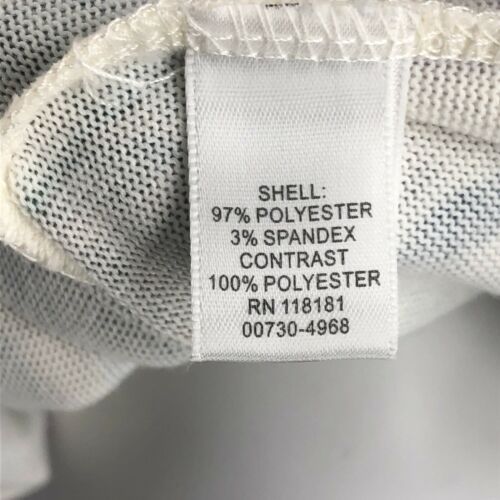 SHELL:
97% POLYESTER
3% SPANDEX
CONTRAST
100% POLYESTER
RN 118181
00730-4968